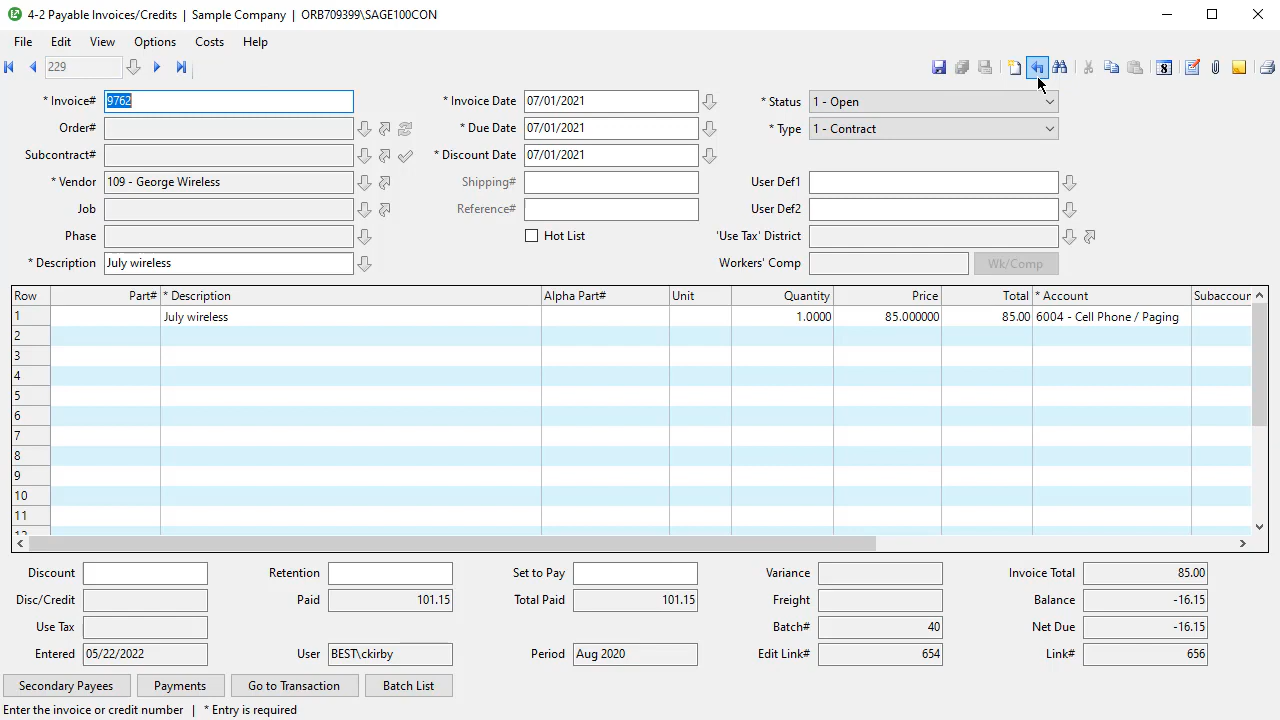 4-2 Payable Invoices/Credits | Sample Company | ORB709399\SAGE100CON
File Edit View Options Costs Help
229
* Invoice# 9762 * Invoice Date 07/01/2021 * Status 1 - Open
Order# * Due Date 07/01/2021 * Type 1 - Contract
Subcontract# * Discount Date 07/01/2021
* Vendor 109 - George Wireless Shipping# User Def1
Job Reference# User Def2
Phase Hot List 'Use Tax' District
* Description July wireless Workers' Comp Wk/Comp
Row Part# * Description Alpha Part# Unit Quantity Price Total * Account Subaccour
1 July wireless 1.0000 85.000000 85.00 6004 - Cell Phone / Paging
2
3
4
5
6
7
8
9
10
11
12
Discount Retention Set to Pay Variance Invoice Total 85.00
Disc/Credit Paid 101.15 Total Paid 101.15 Freight Balance -16.15
Use Tax Batch# 40 Net Due -16.15
Entered 05/22/2022 User BEST\ckirby Period Aug 2020 Edit Link# 654 Link# 656
Secondary Payees Payments Go to Transaction Batch List
Enter the invoice or credit number | * Entry is required